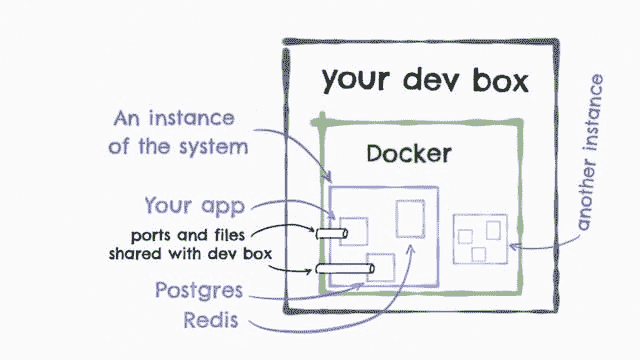 your dev box
Docker
An instance
of the system
Your app
ports and files
shared with dev box
Postgres
Redis
another instance